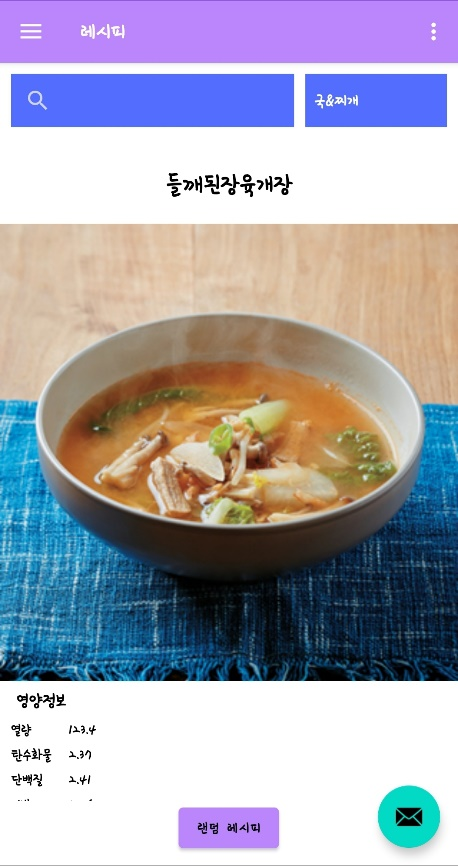 레시피
국&찌개
들깨된장육개장
영양정보
열량 123.4
탄수화물 2.37
단백질 2.41
랜덤 레시피